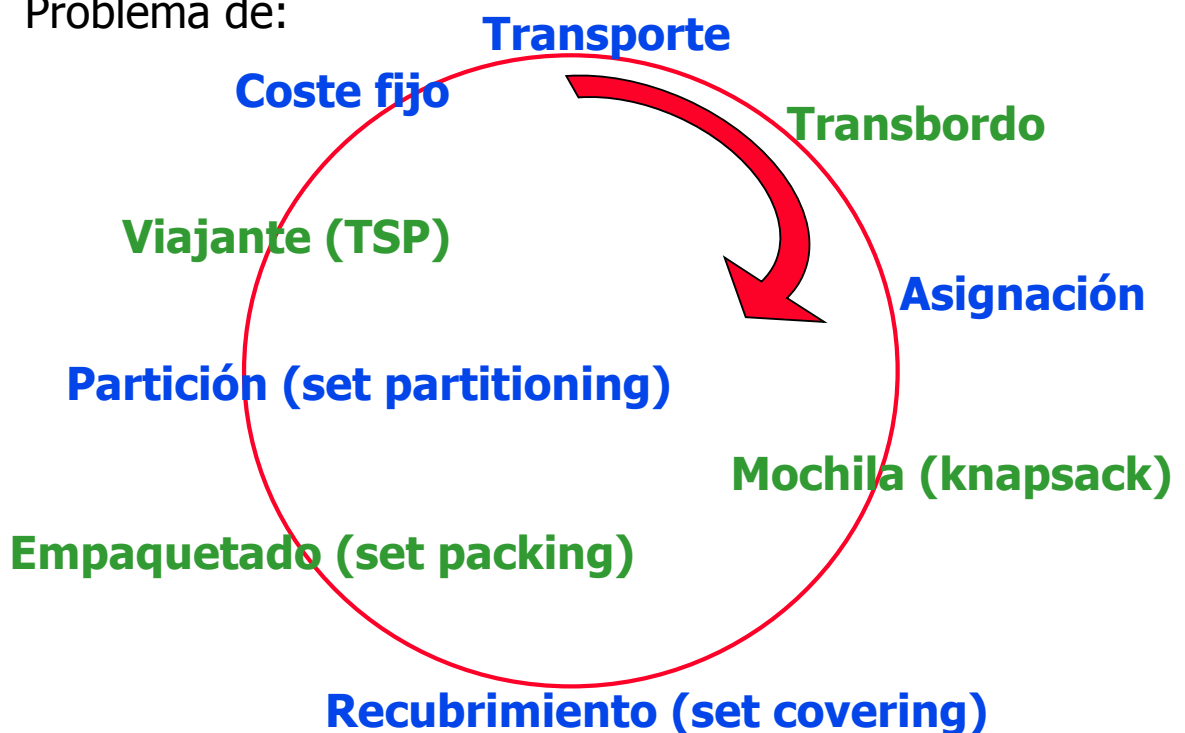 Problema de:
Transporte
Coste fijo
Transbordo
Viajante (TSP)
Asignación
Partición (set partitioning)
Mochila (knapsack)
Empaquetado (set packing)
Recubrimiento (set covering)